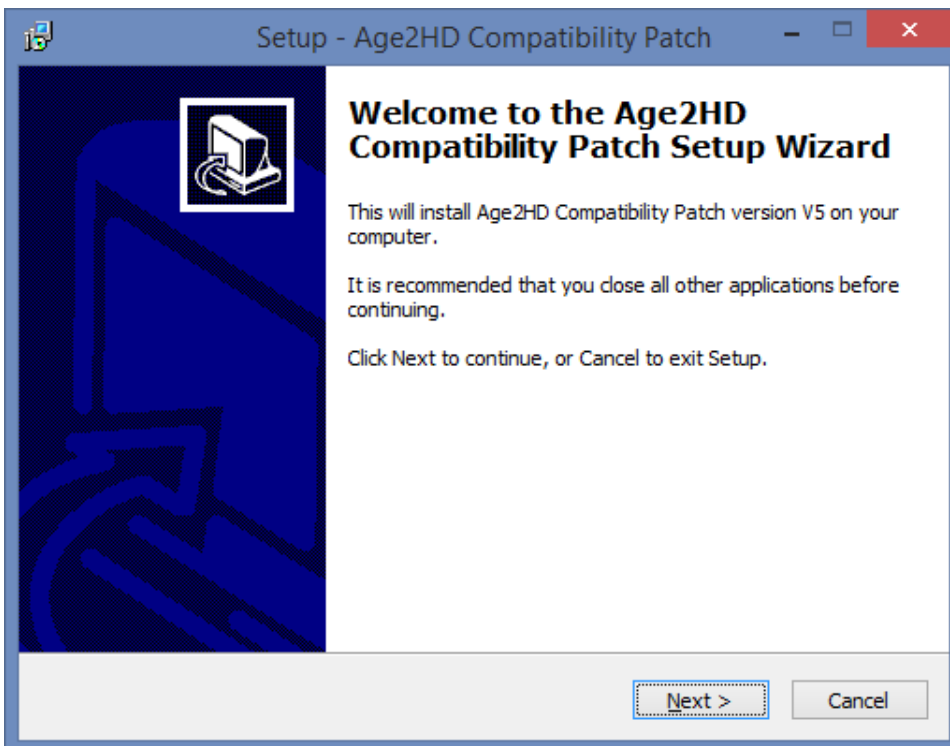 Setup - Age2HD Compatibility Patch
Welcome to the Age2HD
Compatibility Patch Setup Wizard
This will install Age2HD Compatibility Patch version V5 on your
computer.
It is recommended that you close all other applications before
continuing.
Click Next to continue, or Cancel to exit Setup.
Next >
Cancel